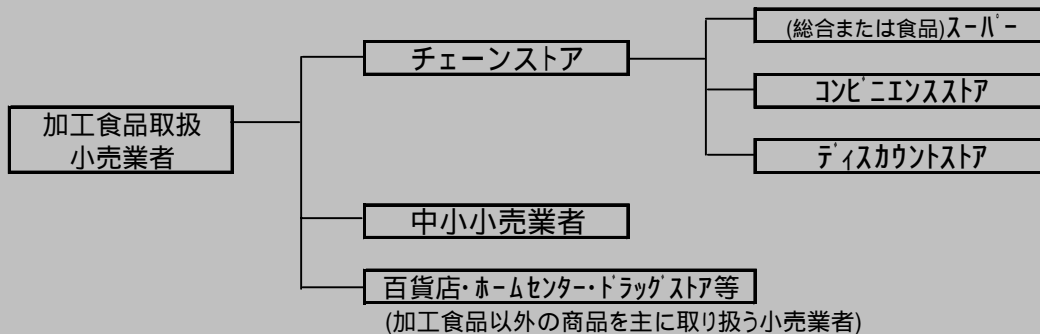 (総合または食品)スーパー
チェーンストア
コンビニエンスストア
加工食品取扱
小売業者
ディスカウントストア
中小小売業者
百貨店・ホームセンター・ドラッグストア等
(加工食品以外の商品を主に取り扱う小売業者)